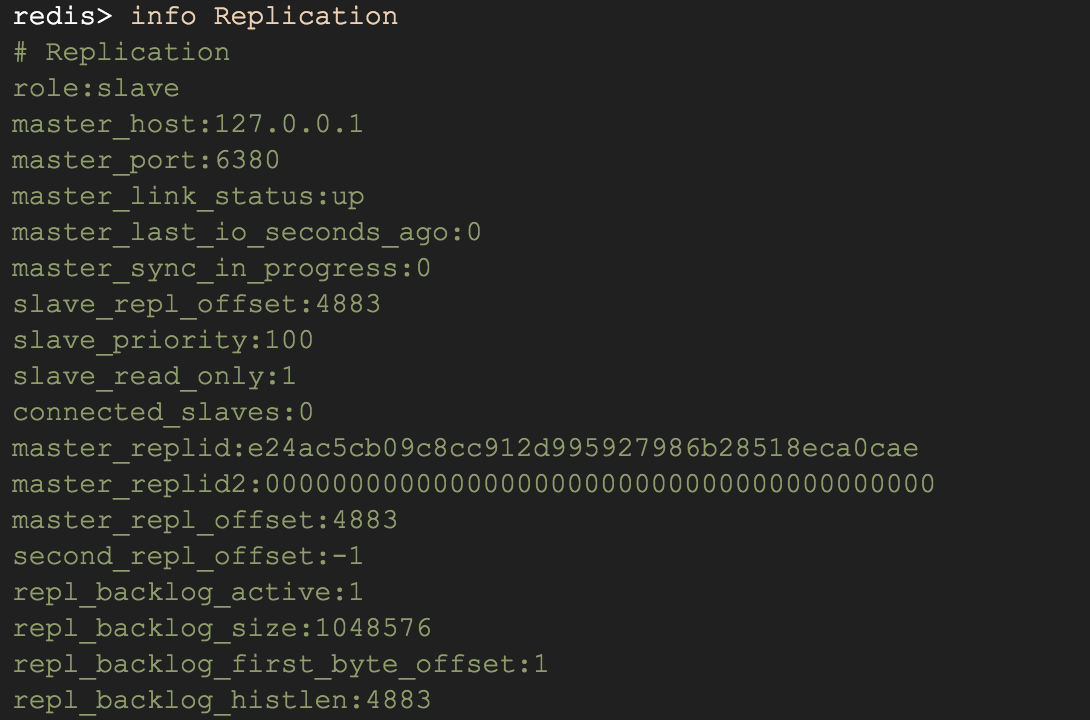 redis> info Replication
# Replication
role:slave
master_host:127.0.0.1
master_port:6380
master_link_status:up
master_last_io_seconds_ago:0
master_sync_in_progress:0
slave_repl_offset:4883
slave_priority:100
slave_read_only:1
connected_slaves:0
master_replid:e24ac5cb09c8cc912d995927986b28518eca0cae
master_replid2:0000000000000000000000000000000000000000
master_repl_offset:4883
second_repl_offset:-1
repl_backlog_active:1
repl_backlog_size:1048576
repl_backlog_first_byte_offset:1
repl_backlog_histlen:4883